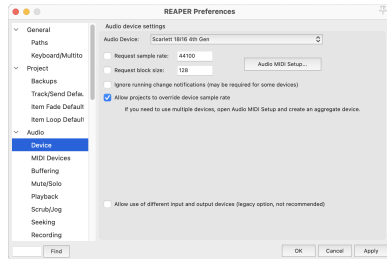 REAPER Preferences
General
Paths
Keyboard/Multito
Project
Backups
Track/Send Defau
Item Fade Default
Item Loop Default
Audio
Device
MIDI Devices
Buffering
Mute/Solo
Playback
Scrub/Jog
Seeking
Recording
Find
Audio device settings
Audio Device: Scarlett 18i16 4th Gen
Request sample rate: 44100
Audio MIDI Setup...
Request block size: 128
Ignore running change notifications (may be required for some devices)
Allow projects to override device sample rate
If you need to use multiple devices, open Audio MIDI Setup and create an aggregate device.
Allow use of different input and output devices (legacy option, not recommended)
OK Cancel Apply